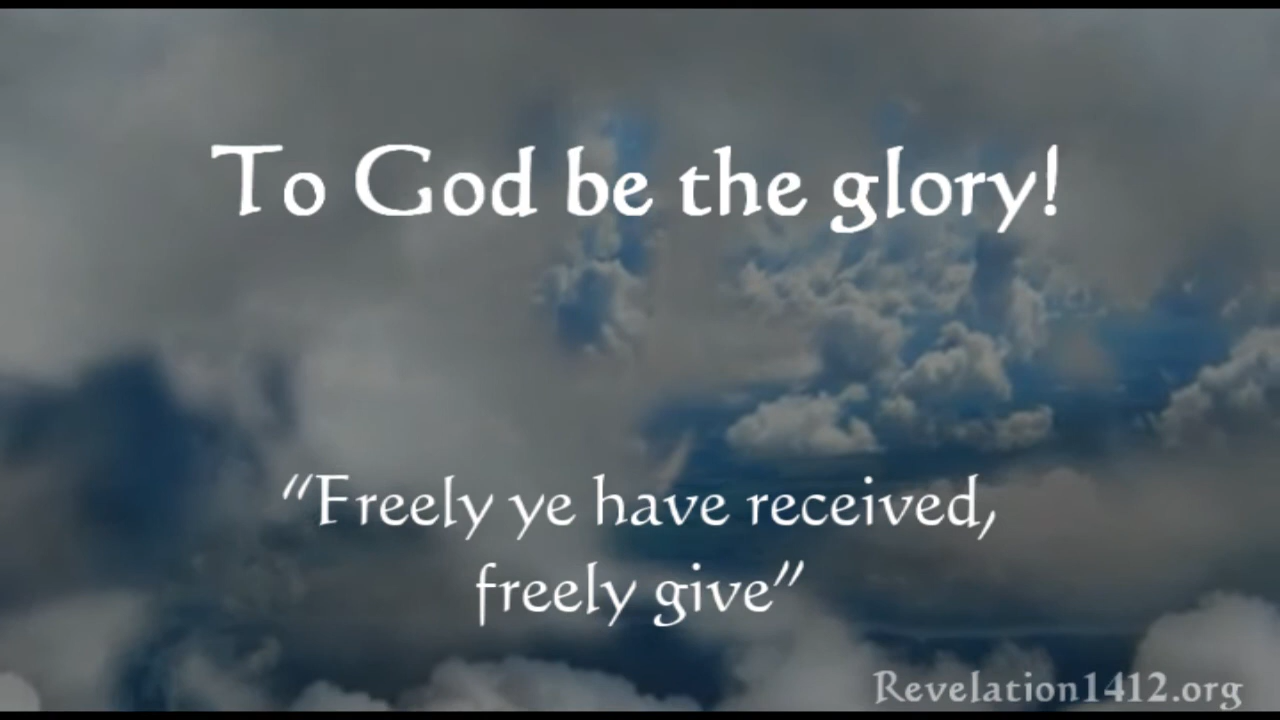 To God be the glory!
“Freely ye have received,
freely give”
Revelation1412.org